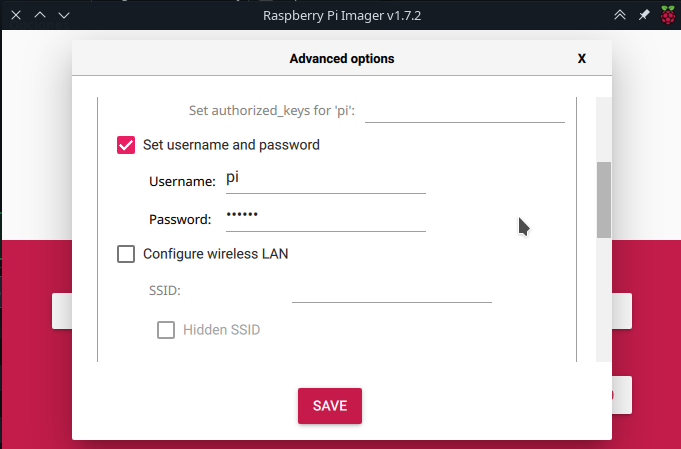 Raspberry Pi Imager v1.7.2
Advanced options X
Set authorized_keys for 'pi':
Set username and password
Username: pi
Password: ••••••
Configure wireless LAN
SSID:
Hidden SSID
SAVE